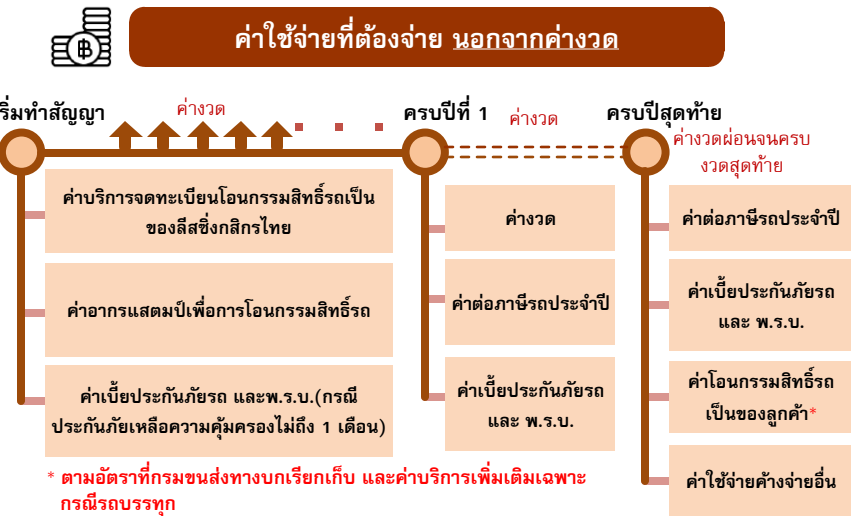 ค่าใช้จ่ายที่ต้องจ่าย นอกจากค่างวด
ริ่มทำสัญญา
ค่างวด
ครบปีที่ 1
ค่างวด
ครบปีสุดท้าย
ค่างวดผ่อนจนครบ
งวดสุดท้าย
ค่าบริการจดทะเบียนโอนกรรมสิทธิ์รถเป็น
ของลีสซิ่งกสิกรไทย
ค่าอากรแสตมป์เพื่อการโอนกรรมสิทธิ์รถ
ค่าเบี้ยประกันภัยรถ และพ.ร.บ.(กรณี
ประกันภัยเหลือความคุ้มครองไม่ถึง 1 เดือน)
ค่างวด
ค่าต่อภาษีรถประจำปี
ค่าเบี้ยประกันภัยรถ
และ พ.ร.บ.
ค่าต่อภาษีรถประจำปี
ค่าเบี้ยประกันภัยรถ
และ พ.ร.บ.
ค่าโอนกรรมสิทธิ์รถ
เป็นของลูกค้า*
ค่าใช้จ่ายค้างจ่ายอื่น
* ตามอัตราที่กรมขนส่งทางบกเรียกเก็บ และค่าบริการเพิ่มเติมเฉพาะ
กรณีรถบรรทุก